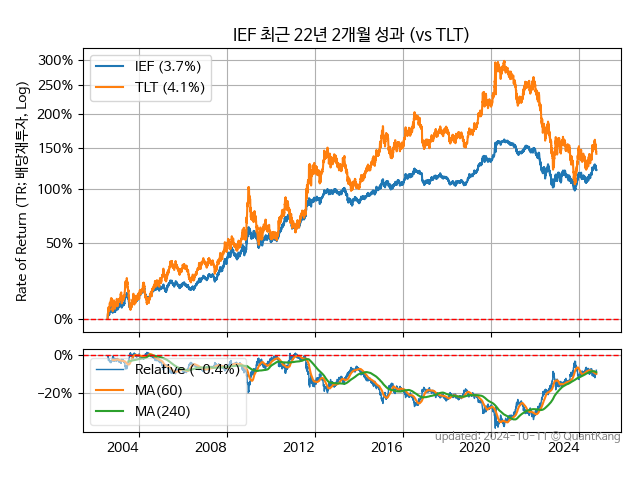 IEF 최근 22년 2개월 성과 (vs TLT)
Rate of Return (TR: 배당재투자, Log)
300%
250%
200%
150%
100%
50%
0%
IEF (3.7%)
TLT (4.1%)
0%
−20%
Relative (−0.4%)
MA(60)
MA(240)
2004
2008
2012
2016
2020
2024
updated: 2024-10-11 © QuantKang